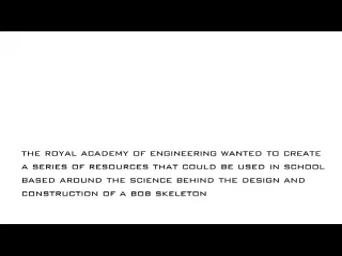 THE ROYAL ACADEMY OF ENGINEERING WANTED TO CREATE
A SERIES OF RESOURCES THAT COULD BE USED IN SCHOOL
BASED AROUND THE SCIENCE BEHIND THE DESIGN AND
CONSTRUCTION OF A BOB SKELETON